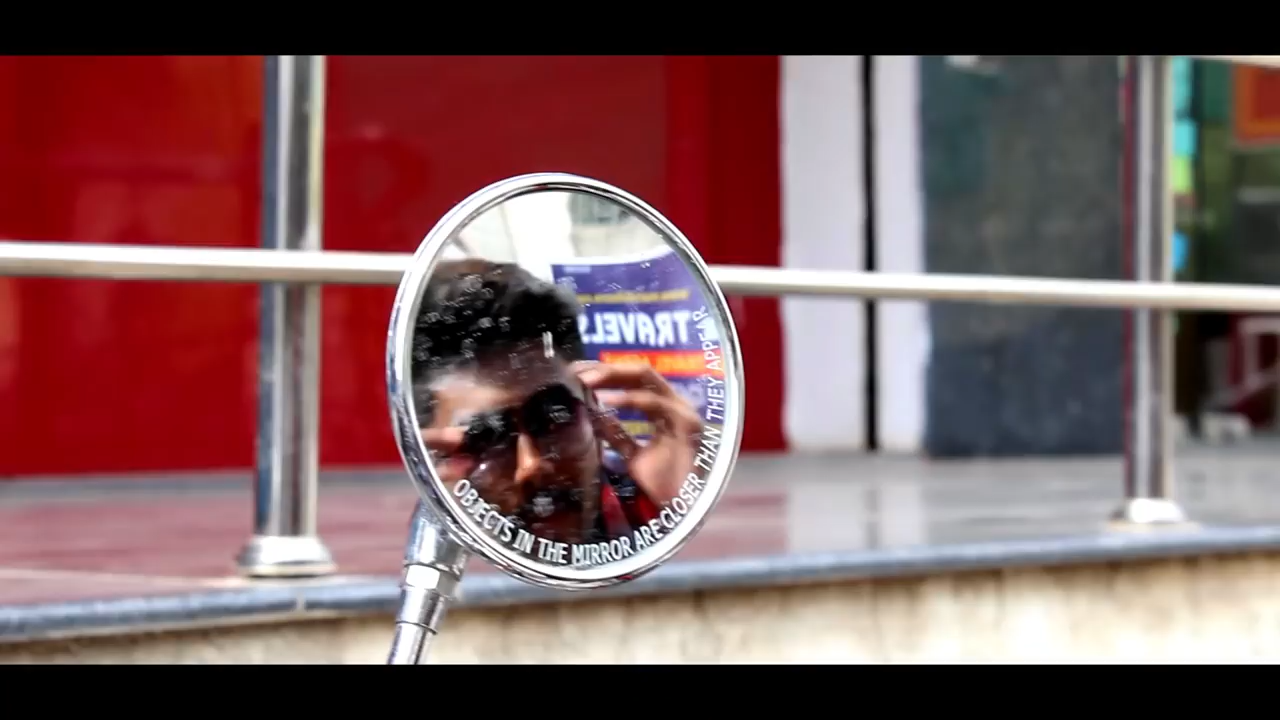 TRAVELS
OBJECTS IN THE MIRROR ARE CLOSER THAN THEY APPEAR